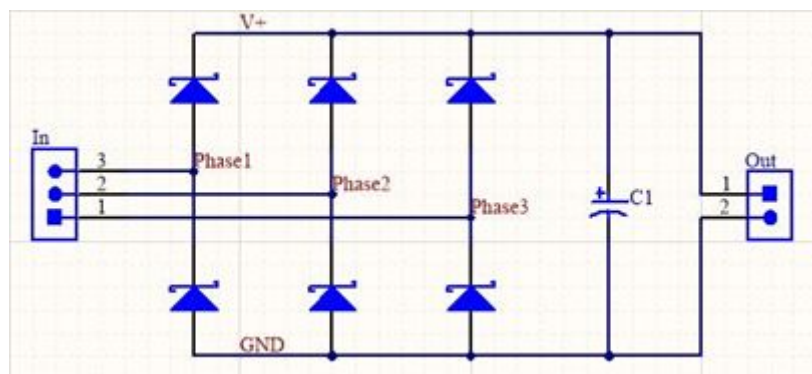 V+
In
3
Phase1
2
Phase2
1
Phase3
C1
Out
1
2
GND